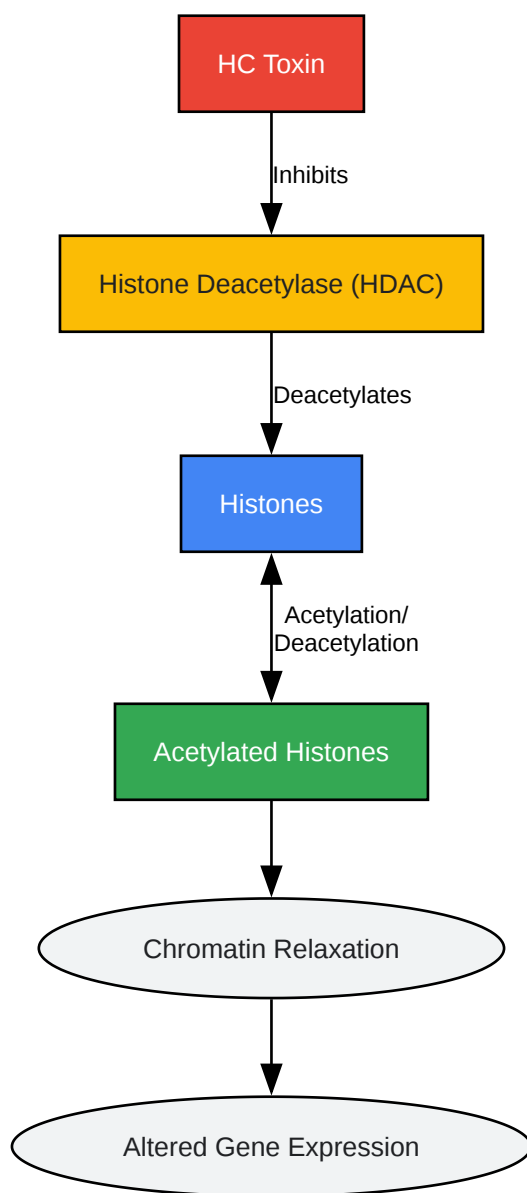 HC Toxin
Inhibits
Histone Deacetylase (HDAC)
Deacetylates
Histones
Acetylation/
Deacetylation
Acetylated Histones
Chromatin Relaxation
Altered Gene Expression